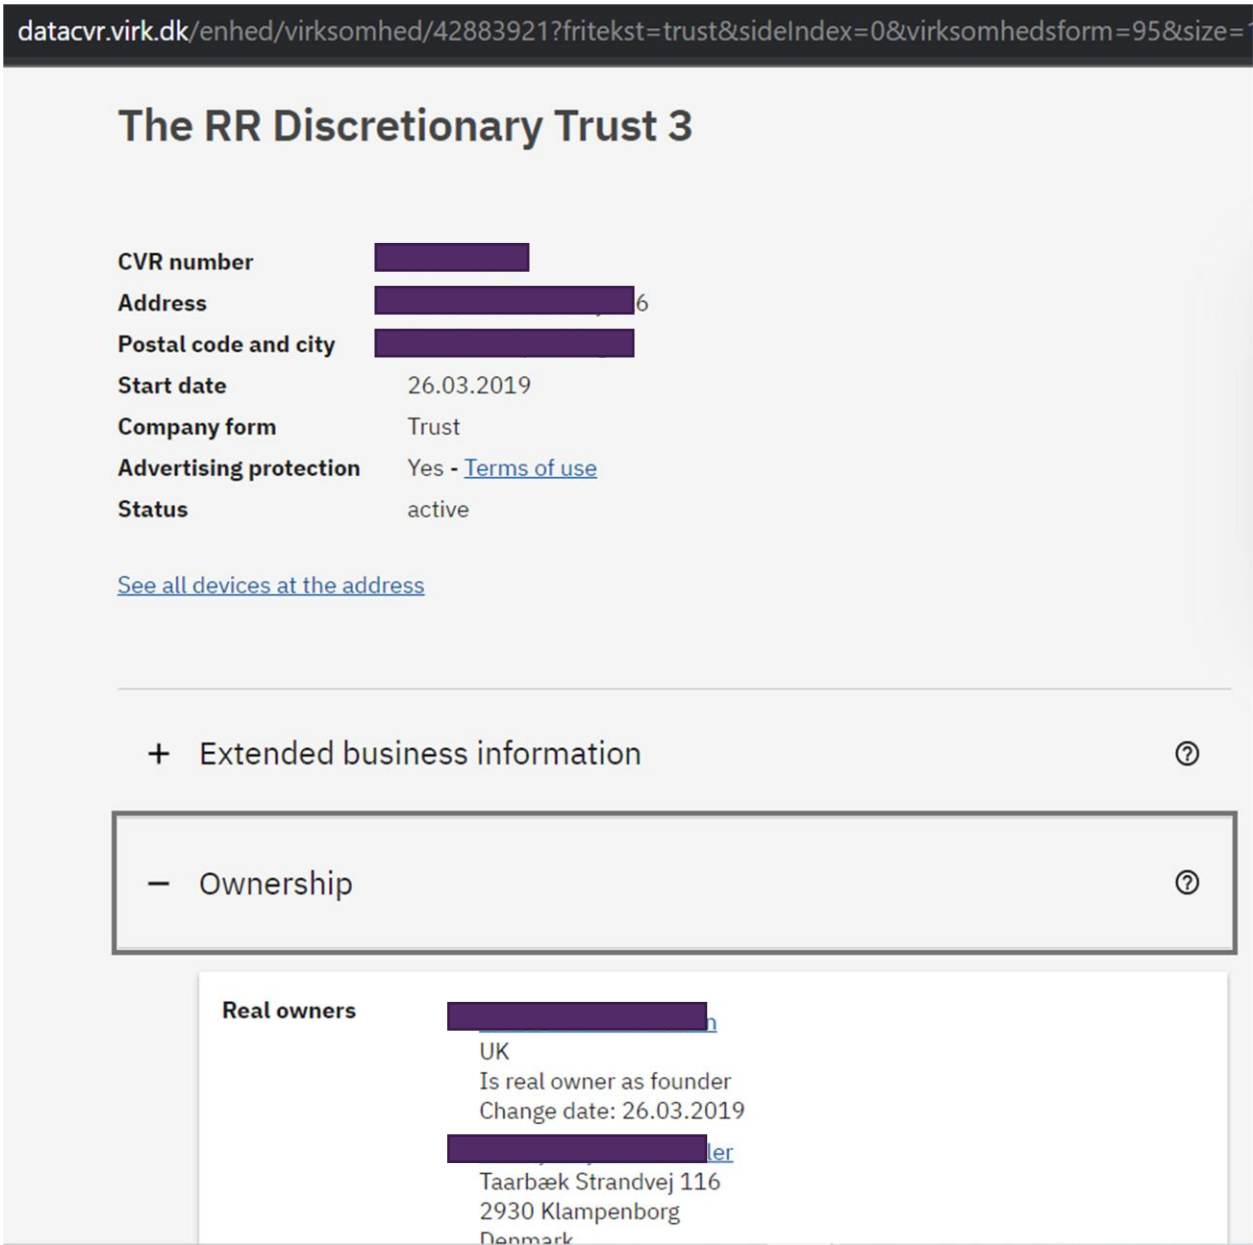 datacvr.virk.dk/enhed/virksomhed/42883921?fritekst=trust&sideIndex=0&virksomhedsform=95&size=
The RR Discretionary Trust 3
CVR number
Address 6
Postal code and city
Start date 26.03.2019
Company form Trust
Advertising protection Yes - Terms of use
Status active
See all devices at the address
+ Extended business information
− Ownership
Real owners
UK
Is real owner as founder
Change date: 26.03.2019
Taarbæk Strandvej 116
2930 Klampenborg
Denmark